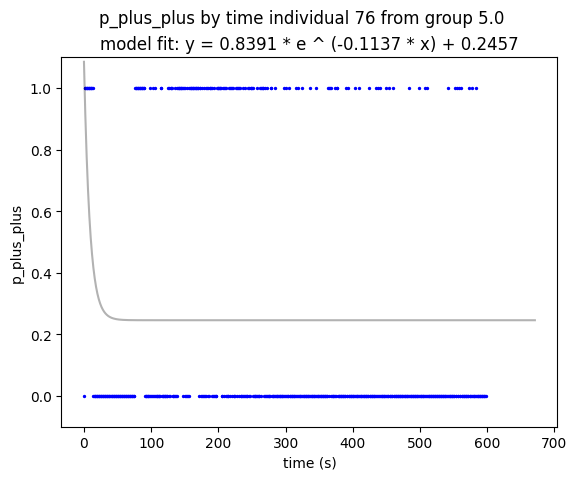 p_plus_plus by time individual 76 from group 5.0
model fit: y = 0.8391 * e ^ (-0.1137 * x) + 0.2457
1.0
0.8
0.6
0.4
0.2
0.0
p_plus_plus
0 100 200 300 400 500 600 700
time (s)